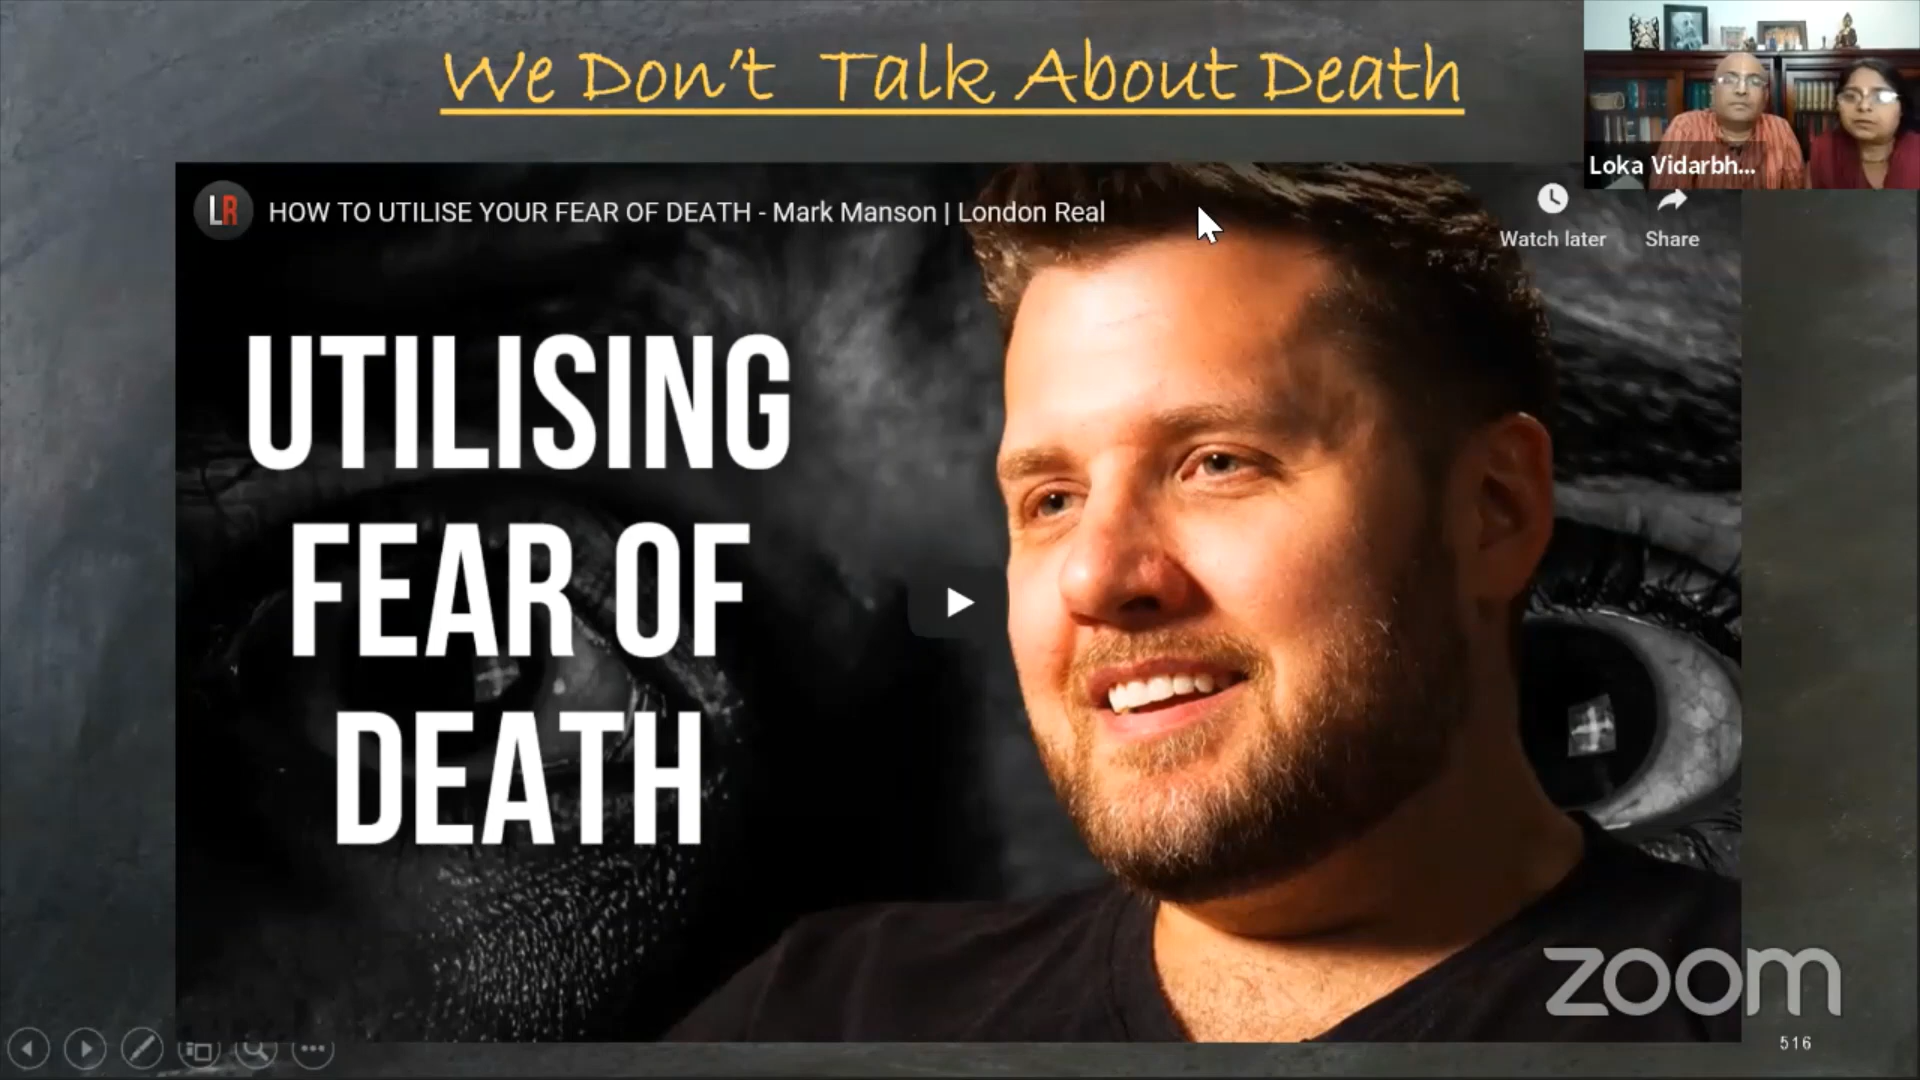 We Don't Talk About Death
Loka Vidarbh...
LR
HOW TO UTILISE YOUR FEAR OF DEATH - Mark Manson | London Real
Watch later
Share
UTILISING
FEAR OF
DEATH
zoom
516